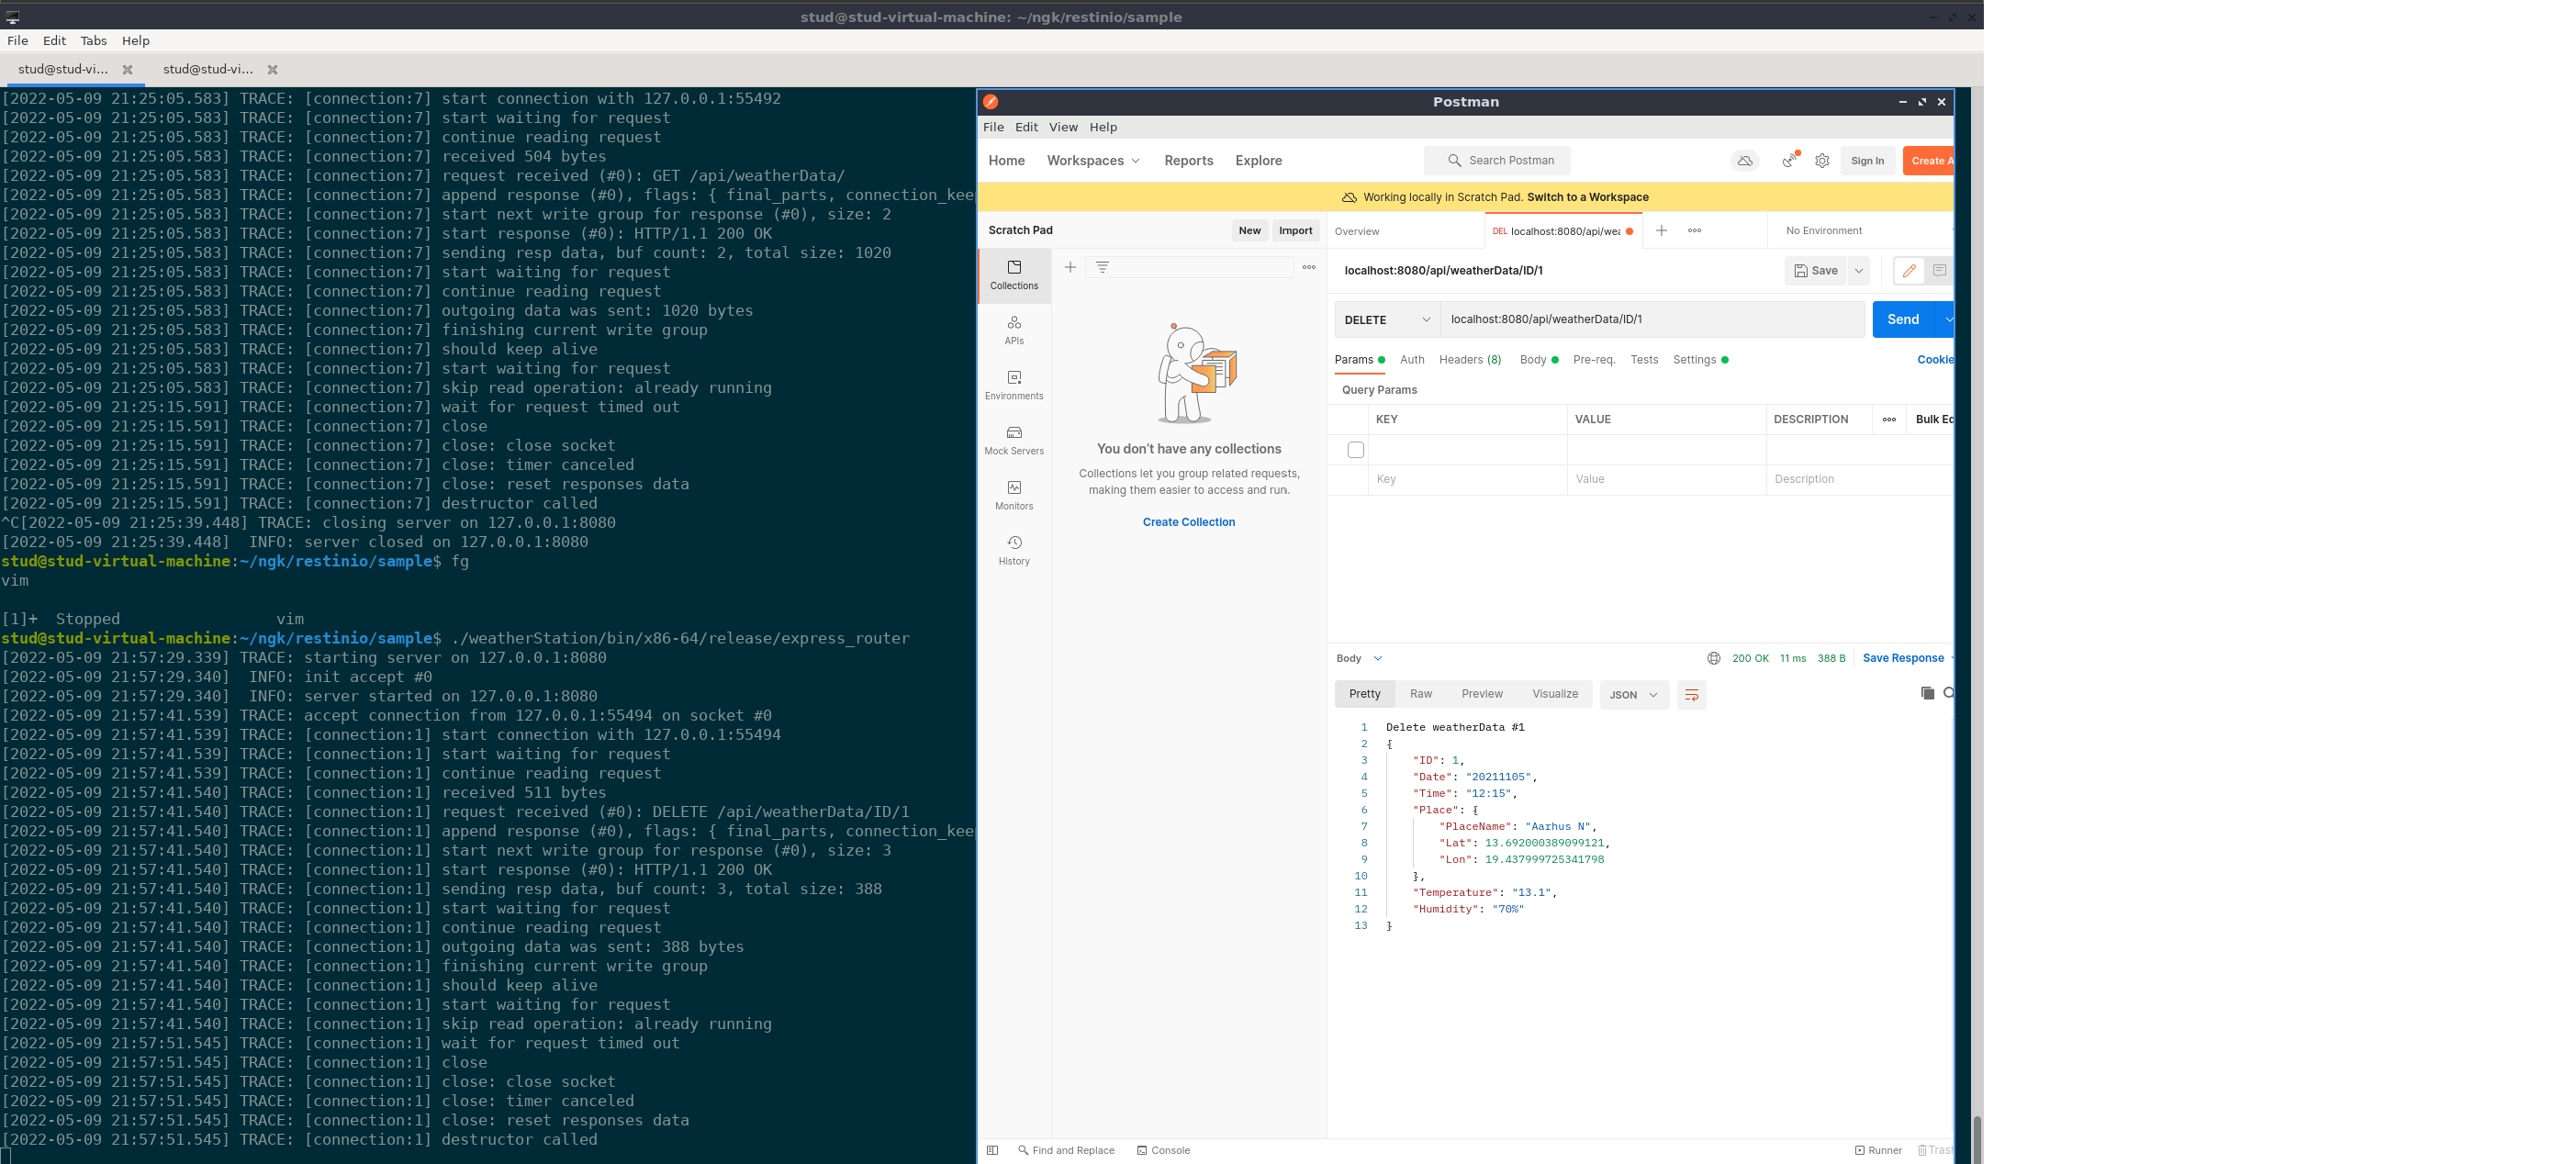 stud@stud-virtual-machine: ~/ngk/restinio/sample
File Edit Tabs Help
stud@stud-vi... stud@stud-vi...
[2022-05-09 21:25:05.583] TRACE: [connection:7] start connection with 127.0.0.1:55492
[2022-05-09 21:25:05.583] TRACE: [connection:7] start waiting for request
[2022-05-09 21:25:05.583] TRACE: [connection:7] continue reading request
[2022-05-09 21:25:05.583] TRACE: [connection:7] received 504 bytes
[2022-05-09 21:25:05.583] TRACE: [connection:7] request received (#0): GET /api/weatherData/
[2022-05-09 21:25:05.583] TRACE: [connection:7] append response (#0), flags: { final_parts, connection_kee
[2022-05-09 21:25:05.583] TRACE: [connection:7] start next write group for response (#0), size: 2
[2022-05-09 21:25:05.583] TRACE: [connection:7] start response (#0): HTTP/1.1 200 OK
[2022-05-09 21:25:05.583] TRACE: [connection:7] sending resp data, buf count: 2, total size: 1020
[2022-05-09 21:25:05.583] TRACE: [connection:7] start waiting for request
[2022-05-09 21:25:05.583] TRACE: [connection:7] continue reading request
[2022-05-09 21:25:05.583] TRACE: [connection:7] outgoing data was sent: 1020 bytes
[2022-05-09 21:25:05.583] TRACE: [connection:7] finishing current write group
[2022-05-09 21:25:05.583] TRACE: [connection:7] should keep alive
[2022-05-09 21:25:05.583] TRACE: [connection:7] start waiting for request
[2022-05-09 21:25:05.583] TRACE: [connection:7] skip read operation: already running
[2022-05-09 21:25:15.591] TRACE: [connection:7] wait for request timed out
[2022-05-09 21:25:15.591] TRACE: [connection:7] close
[2022-05-09 21:25:15.591] TRACE: [connection:7] close: close socket
[2022-05-09 21:25:15.591] TRACE: [connection:7] close: timer canceled
[2022-05-09 21:25:15.591] TRACE: [connection:7] close: reset responses data
[2022-05-09 21:25:15.591] TRACE: [connection:7] destructor called
^C[2022-05-09 21:25:39.448] TRACE: closing server on 127.0.0.1:8080
[2022-05-09 21:25:39.448]  INFO: server closed on 127.0.0.1:8080
stud@stud-virtual-machine:~/ngk/restinio/sample$ fg
vim
[1]+  Stopped                 vim
stud@stud-virtual-machine:~/ngk/restinio/sample$ ./weatherStation/bin/x86-64/release/express_router
[2022-05-09 21:57:29.339] TRACE: starting server on 127.0.0.1:8080
[2022-05-09 21:57:29.340]  INFO: init accept #0
[2022-05-09 21:57:29.340]  INFO: server started on 127.0.0.1:8080
[2022-05-09 21:57:41.539] TRACE: accept connection from 127.0.0.1:55494 on socket #0
[2022-05-09 21:57:41.539] TRACE: [connection:1] start connection with 127.0.0.1:55494
[2022-05-09 21:57:41.539] TRACE: [connection:1] start waiting for request
[2022-05-09 21:57:41.539] TRACE: [connection:1] continue reading request
[2022-05-09 21:57:41.540] TRACE: [connection:1] received 511 bytes
[2022-05-09 21:57:41.540] TRACE: [connection:1] request received (#0): DELETE /api/weatherData/ID/1
[2022-05-09 21:57:41.540] TRACE: [connection:1] append response (#0), flags: { final_parts, connection_kee
[2022-05-09 21:57:41.540] TRACE: [connection:1] start next write group for response (#0), size: 3
[2022-05-09 21:57:41.540] TRACE: [connection:1] start response (#0): HTTP/1.1 200 OK
[2022-05-09 21:57:41.540] TRACE: [connection:1] sending resp data, buf count: 3, total size: 388
[2022-05-09 21:57:41.540] TRACE: [connection:1] start waiting for request
[2022-05-09 21:57:41.540] TRACE: [connection:1] continue reading request
[2022-05-09 21:57:41.540] TRACE: [connection:1] outgoing data was sent: 388 bytes
[2022-05-09 21:57:41.540] TRACE: [connection:1] finishing current write group
[2022-05-09 21:57:41.540] TRACE: [connection:1] should keep alive
[2022-05-09 21:57:41.540] TRACE: [connection:1] start waiting for request
[2022-05-09 21:57:41.540] TRACE: [connection:1] skip read operation: already running
[2022-05-09 21:57:51.545] TRACE: [connection:1] wait for request timed out
[2022-05-09 21:57:51.545] TRACE: [connection:1] close
[2022-05-09 21:57:51.545] TRACE: [connection:1] close: close socket
[2022-05-09 21:57:51.545] TRACE: [connection:1] close: timer canceled
[2022-05-09 21:57:51.545] TRACE: [connection:1] close: reset responses data
[2022-05-09 21:57:51.545] TRACE: [connection:1] destructor called
Postman
File Edit View Help
Home Workspaces Reports Explore Search Postman Sign In Create A
Working locally in Scratch Pad. Switch to a Workspace
Scratch Pad New Import
Collections
APIs
Environments
Mock Servers
Monitors
History
You don't have any collections
Collections let you group related requests,
making them easier to access and run.
Create Collection
Overview DEL localhost:8080/api/wea No Environment
localhost:8080/api/weatherData/ID/1 Save
DELETE localhost:8080/api/weatherData/ID/1 Send
Params Auth Headers (8) Body Pre-req. Tests Settings Cookie
Query Params
KEY VALUE DESCRIPTION Bulk Ed
Key Value Description
Body 200 OK 11 ms 388 B Save Response
Pretty Raw Preview Visualize JSON
1 Delete weatherData #1
2 {
3 "ID": 1,
4 "Date": "20211105",
5 "Time": "12:15",
6 "Place": {
7 "PlaceName": "Aarhus N",
8 "Lat": 13.692000389099121,
9 "Lon": 19.437999725341798
10 },
11 "Temperature": "13.1",
12 "Humidity": "70%"
13 }
Find and Replace Console Runner Trash